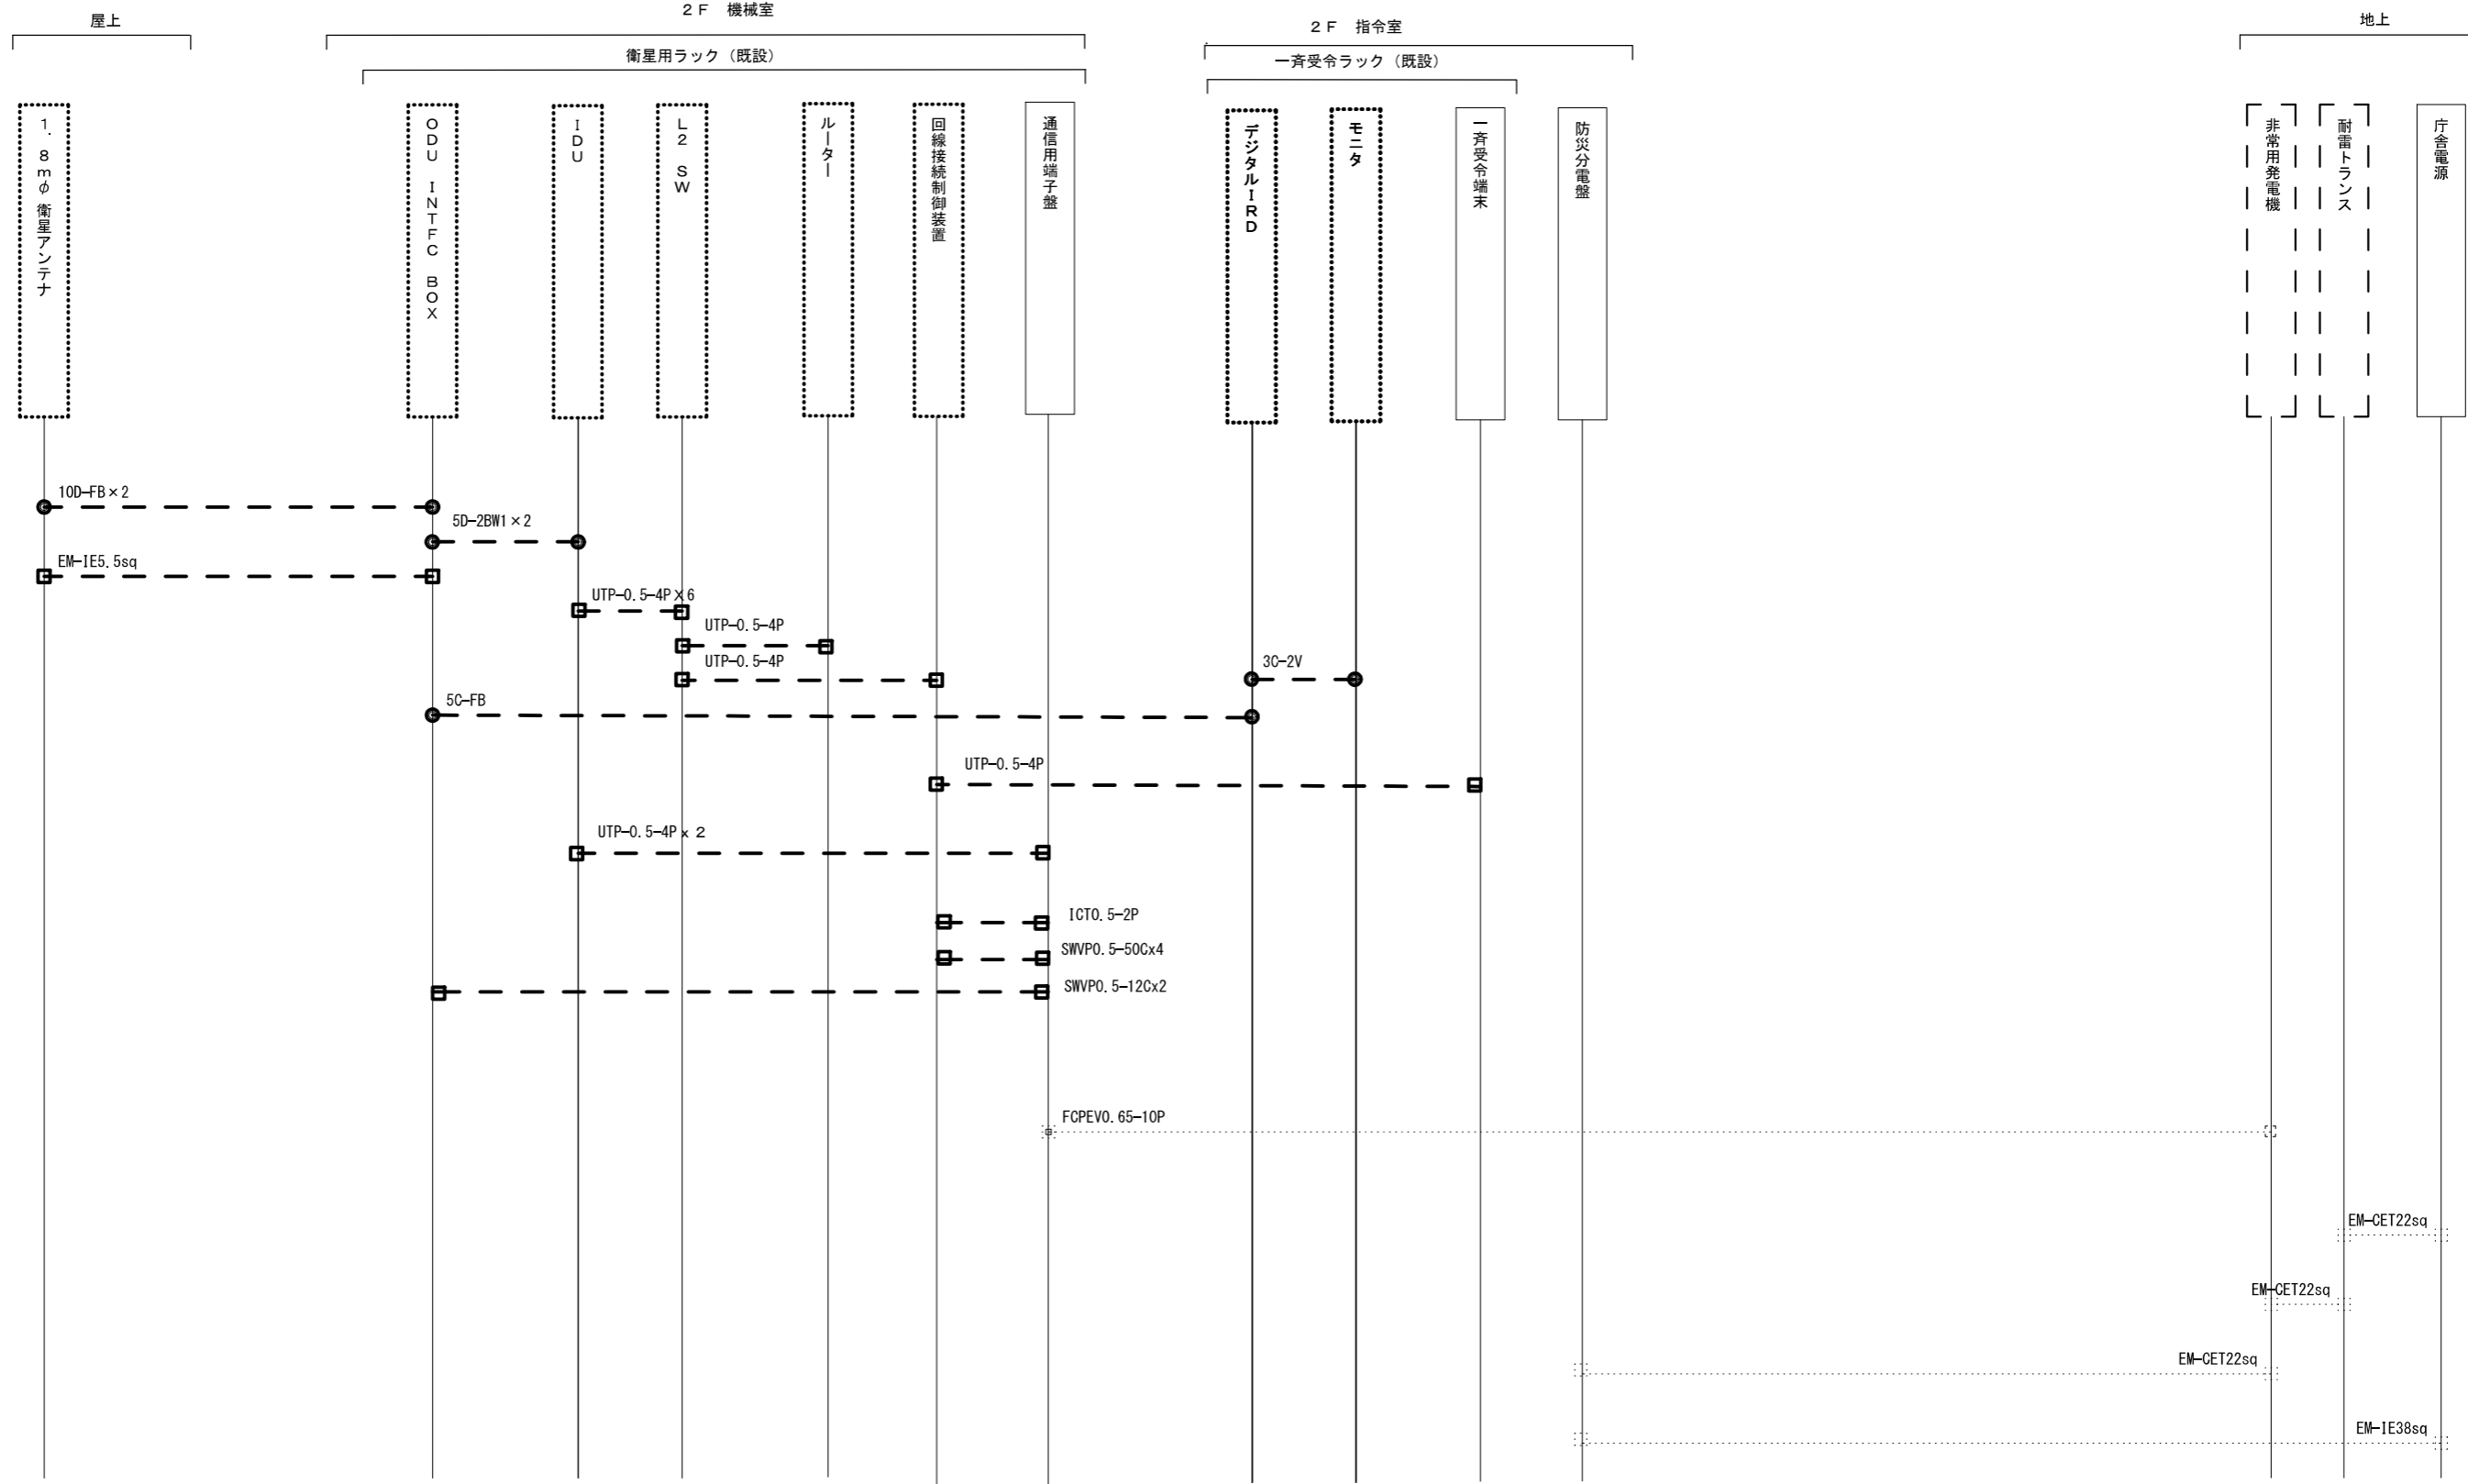 屋上
２Ｆ　機械室
２Ｆ　指令室
地上
衛星用ラック（既設）
一斉受令ラック（既設）
１．８ｍφ 衛星アンテナ
ＯＤＵ　ＩＮＴＦＣ　ＢＯＸ
ＩＤＵ
Ｌ２　ＳＷ
ルーター
回線接続制御装置
通信用端子盤
デジタルＩＲＤ
モニタ
一斉受令端末
防災分電盤
非常用発電機
耐雷トランス
庁舎電源
10D-FB×2
5D-2BW1×2
EM-IE5.5sq
UTP-0.5-4P×6
UTP-0.5-4P
UTP-0.5-4P
3C-2V
5C-FB
UTP-0.5-4P
UTP-0.5-4Px２
ICT0.5-2P
SWVP0.5-50Cx4
SWVP0.5-12Cx2
FCPEV0.65-10P
EM-CET22sq
EM-CET22sq
EM-CET22sq
EM-IE38sq